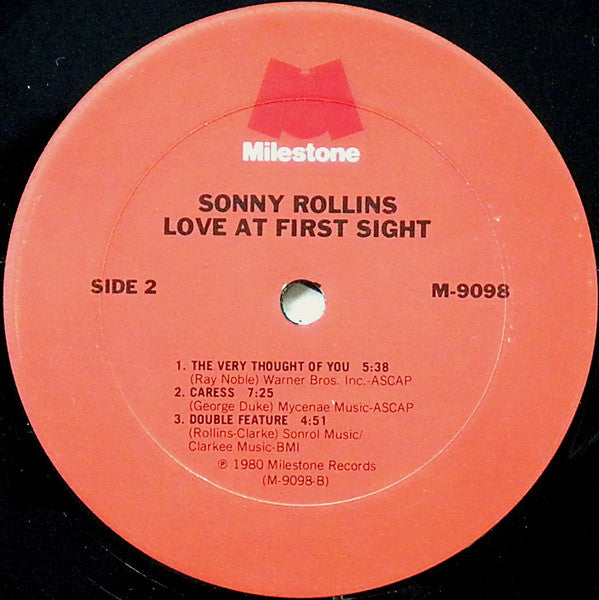 Milestone
SONNY ROLLINS
LOVE AT FIRST SIGHT
SIDE 2
M-9098
1. THE VERY THOUGHT OF YOU 5:38
(Ray Noble) Warner Bros. Inc.-ASCAP
2. CARESS 7:25
(George Duke) Mycenae Music-ASCAP
3. DOUBLE FEATURE 4:51
(Rollins-Clarke) Sonrol Music/
Clarkee Music-BMI
℗ 1980 Milestone Records
(M-9098-B)